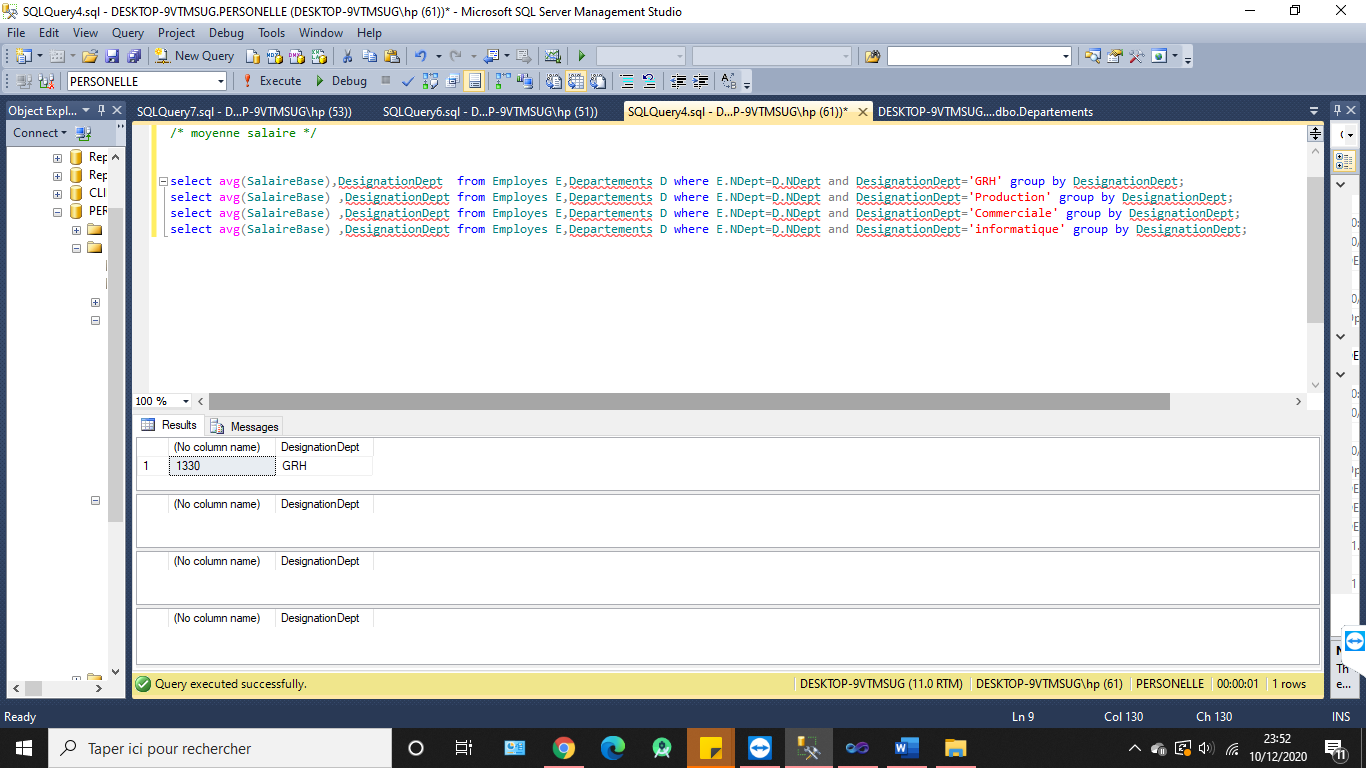 SQLQuery4.sql - DESKTOP-9VTMSUG.PERSONELLE (DESKTOP-9VTMSUG\hp (61))* - Microsoft SQL Server Management Studio
File Edit View Query Project Debug Tools Window Help
New Query
PERSONELLE Execute Debug
Object Expl...
SQLQuery7.sql - D...P-9VTMSUG\hp (53)) SQLQuery6.sql - D...P-9VTMSUG\hp (51)) SQLQuery4.sql - D...P-9VTMSUG\hp (61))* DESKTOP-9VTMSUG....dbo.Departements
Connect
Rep
Rep
CLI
PER
/* moyenne salaire */
select avg(SalaireBase),DesignationDept from Employes E,Departements D where E.NDept=D.NDept and DesignationDept='GRH' group by DesignationDept;
select avg(SalaireBase) ,DesignationDept from Employes E,Departements D where E.NDept=D.NDept and DesignationDept='Production' group by DesignationDept;
select avg(SalaireBase) ,DesignationDept from Employes E,Departements D where E.NDept=D.NDept and DesignationDept='Commerciale' group by DesignationDept;
select avg(SalaireBase) ,DesignationDept from Employes E,Departements D where E.NDept=D.NDept and DesignationDept='informatique' group by DesignationDept;
100 %
Results Messages
(No column name) DesignationDept
1 1330 GRH
(No column name) DesignationDept
(No column name) DesignationDept
(No column name) DesignationDept
Query executed successfully. DESKTOP-9VTMSUG (11.0 RTM) DESKTOP-9VTMSUG\hp (61) PERSONELLE 00:00:01 1 rows
Th
e...
Ready Ln 9 Col 130 Ch 130 INS
Taper ici pour rechercher
23:52
10/12/2020
11